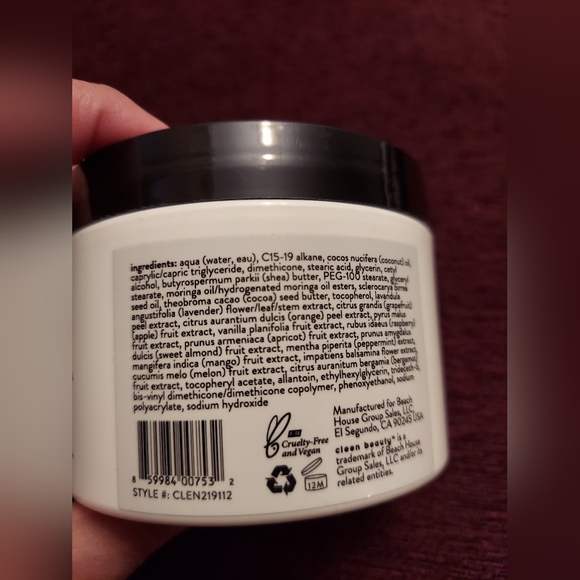 ingredients: aqua (water, eau), C15-19 alkane, cocos nucifera (coconut) oil,
caprylic/capric triglyceride, dimethicone, stearic acid, glycerin, cetyl
alcohol, butyrospermum parkii (shea) butter, PEG-100 stearate, glyceryl
stearate, moringa oil/hydrogenated moringa oil esters, sclerocarya birrea
seed oil, theobroma cacao (cocoa) seed butter, tocopherol, lavandula
angustifolia (lavender) flower/leaf/stem extract, citrus grandis (grapefruit)
peel extract, citrus aurantium dulcis (orange) peel extract, pyrus malus
(apple) fruit extract, vanilla planifolia fruit extract, rubus idaeus (raspberry)
fruit extract, prunus armeniaca (apricot) fruit extract, prunus amygdalus
dulcis (sweet almond) fruit extract, mentha piperita (peppermint) extract,
mangifera indica (mango) fruit extract, impatiens balsamina flower extract,
cucumis melo (melon) fruit extract, citrus aurantium bergamia (bergamot)
fruit extract, tocopheryl acetate, allantoin, ethylhexylglycerin, trideceth-6,
bis-vinyl dimethicone/dimethicone copolymer, phenoxyethanol, sodium
polyacrylate, sodium hydroxide
8 59984 00753 2
STYLE #: CLEN219112
Cruelty-Free
and Vegan
12M
Manufactured for Beach
House Group Sales, LLC,
El Segundo, CA 90245 USA
clean beauty® is a
trademark of Beach House
Group Sales, LLC and/or its
related entities.